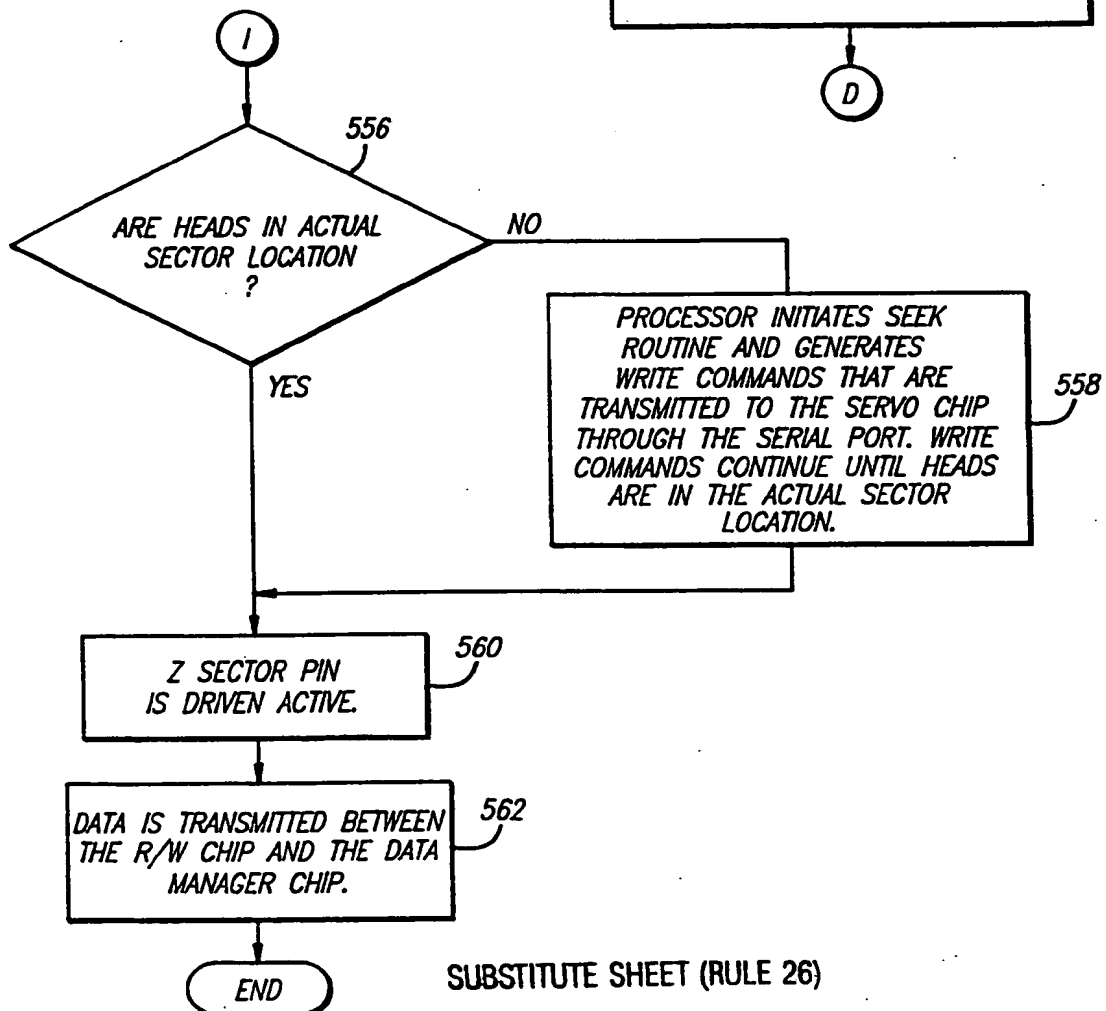 I
D
556
ARE HEADS IN ACTUAL
SECTOR LOCATION
?
NO
YES
PROCESSOR INITIATES SEEK
ROUTINE AND GENERATES
WRITE COMMANDS THAT ARE
TRANSMITTED TO THE SERVO CHIP
THROUGH THE SERIAL PORT. WRITE
COMMANDS CONTINUE UNTIL HEADS
ARE IN THE ACTUAL SECTOR
LOCATION.
558
Z SECTOR PIN
IS DRIVEN ACTIVE.
560
DATA IS TRANSMITTED BETWEEN
THE R/W CHIP AND THE DATA
MANAGER CHIP.
562
END
SUBSTITUTE SHEET (RULE 26)